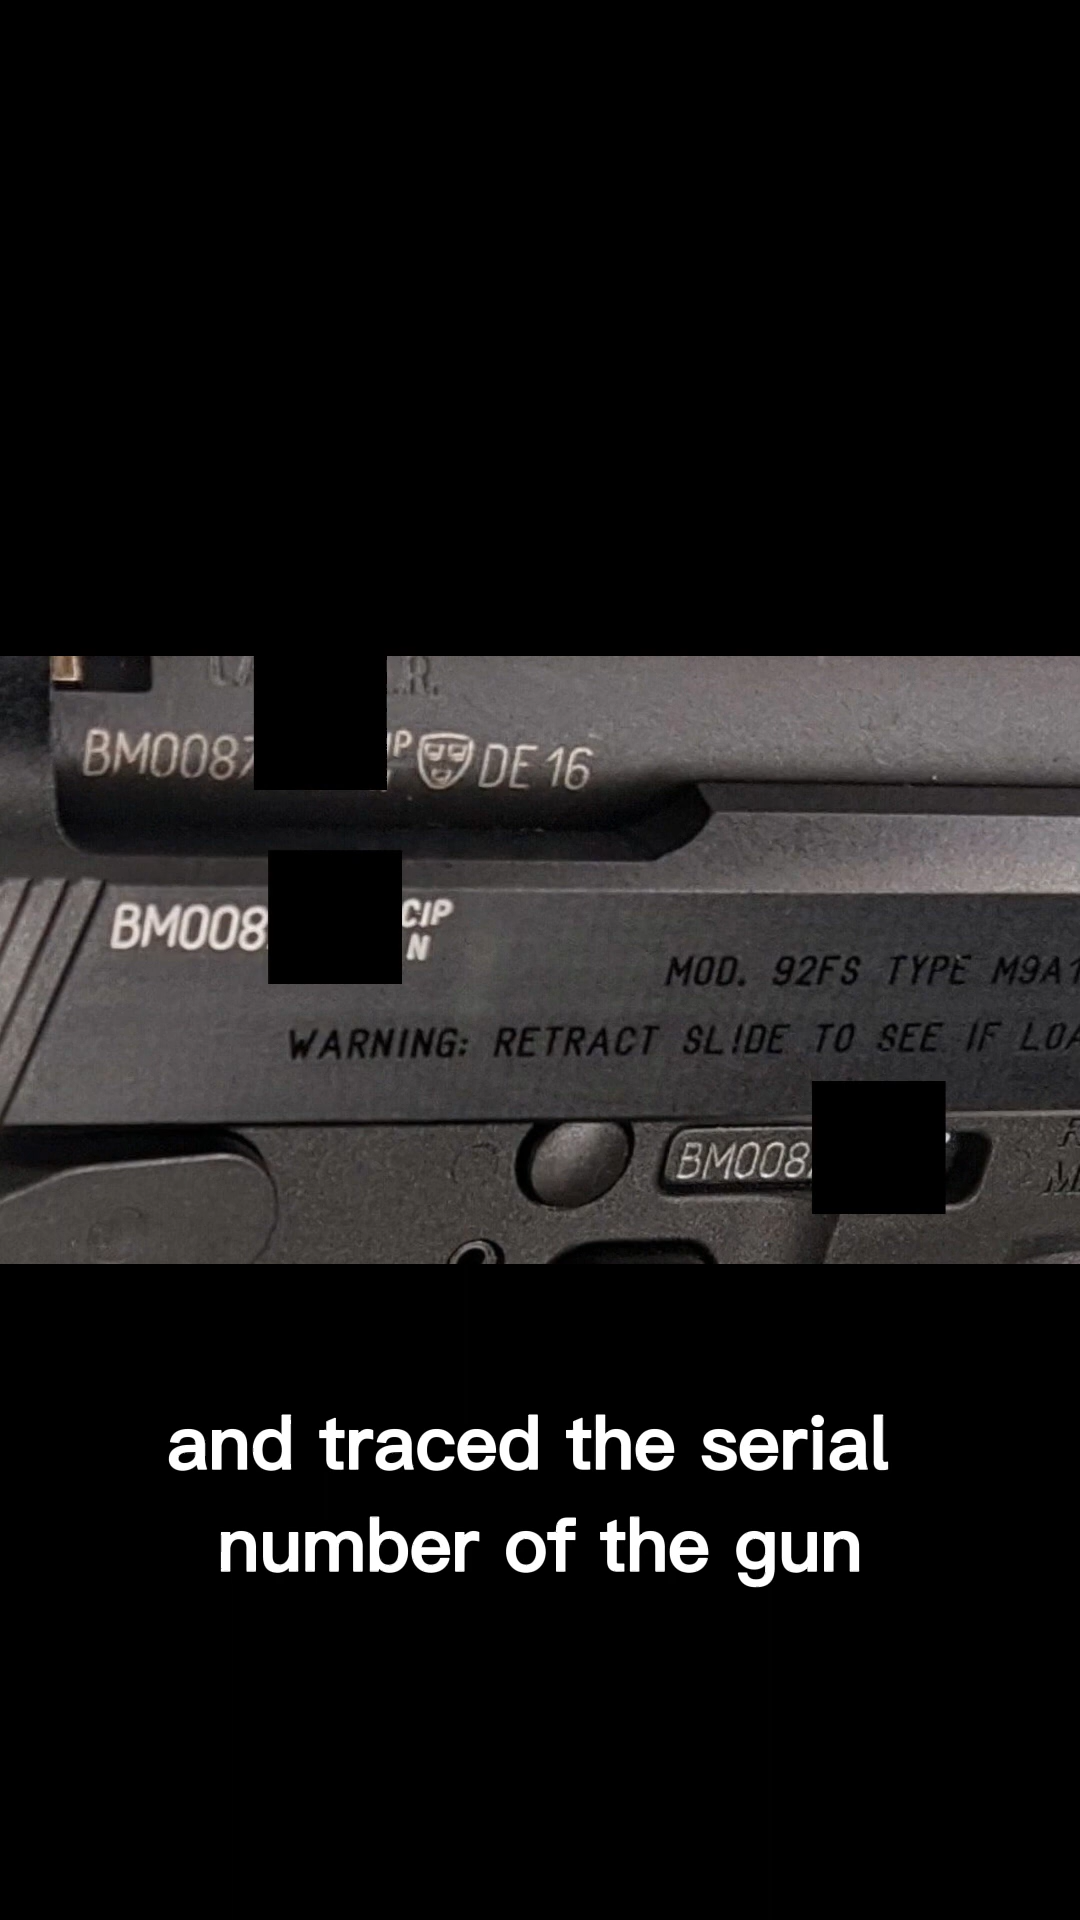 BM0087
DE 16
BM008
CIP
N
MOD. 92FS TYPE M9A1
WARNING: RETRACT SLIDE TO SEE IF LOA
BM008
and traced the serial
number of the gun